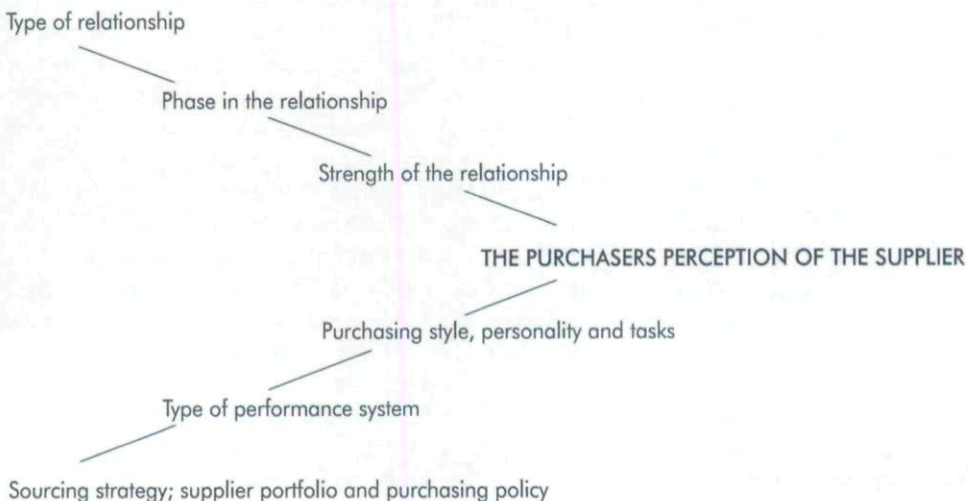 Type of relationship
Phase in the relationship
Strength of the relationship
THE PURCHASERS PERCEPTION OF THE SUPPLIER
Purchasing style, personality and tasks
Type of performance system
Sourcing strategy; supplier portfolio and purchasing policy